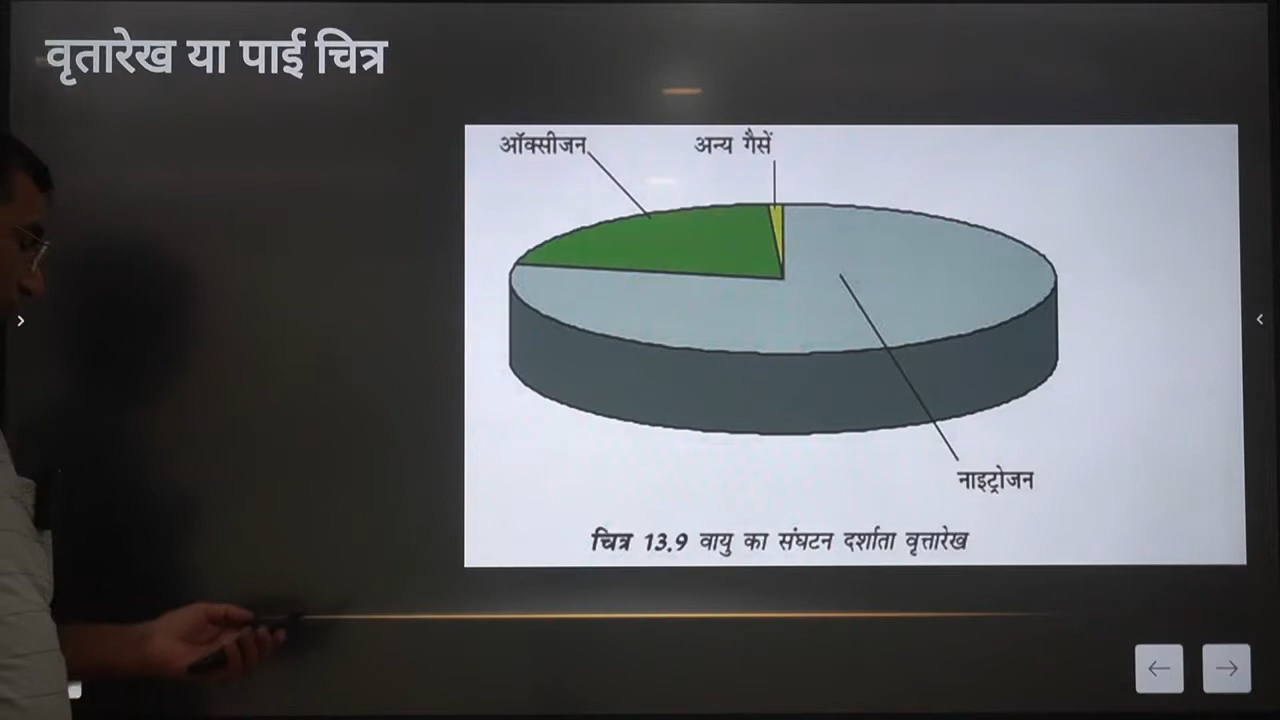 वृतारेख या पाई चित्र
ऑक्सीजन
अन्य गैसें
नाइट्रोजन
चित्र 13.9 वायु का संघटन दर्शाता वृत्तारेख